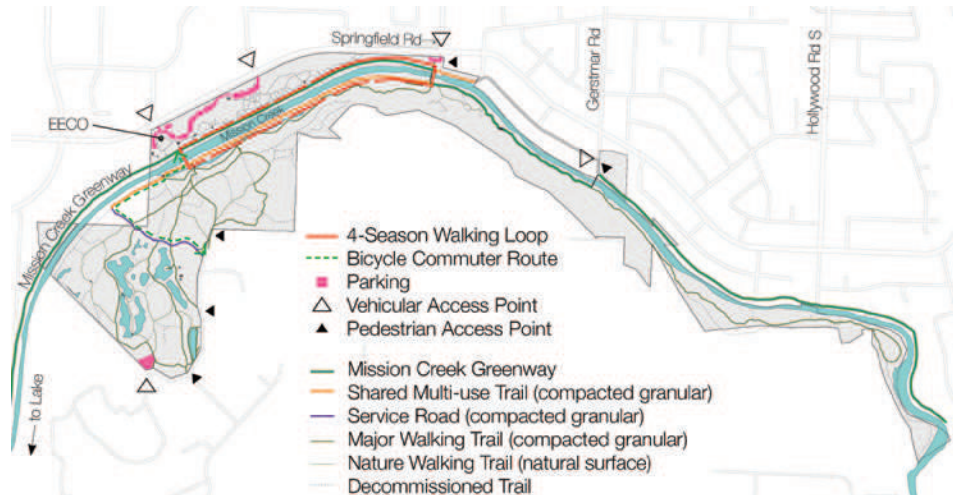 Springfield Rd
Gerstmar Rd
Hollywood Rd S
EECO
Mission Creek
Mission Creek Greenway
to Lake
4-Season Walking Loop
Bicycle Commuter Route
Parking
Vehicular Access Point
Pedestrian Access Point
Mission Creek Greenway
Shared Multi-use Trail (compacted granular)
Service Road (compacted granular)
Major Walking Trail (compacted granular)
Nature Walking Trail (natural surface)
Decommissioned Trail